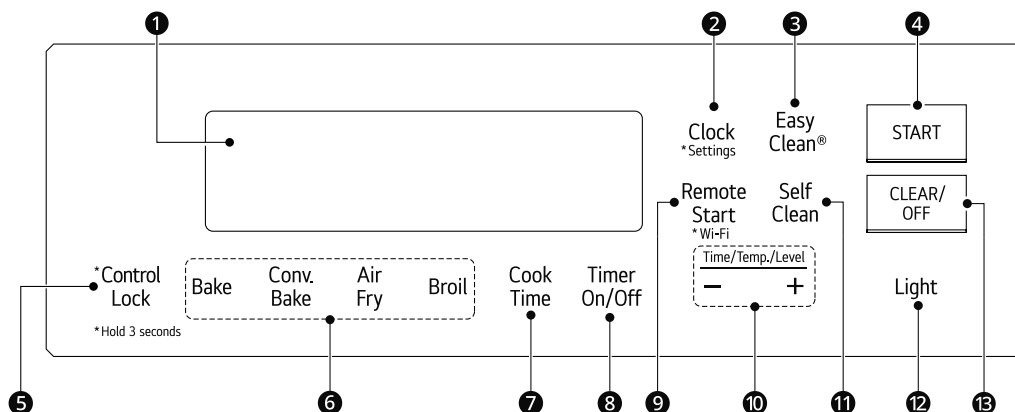 1
2
3
4
Clock
*Settings
Easy
Clean®
START
Remote
Start
*Wi-Fi
Self
Clean
CLEAR/
OFF
*Control
Lock
*Hold 3 seconds
Bake
Conv.
Bake
Air
Fry
Broil
Cook
Time
Timer
On/Off
Time/Temp./Level
− +
Light
5
6
7
8
9
10
11
12
13